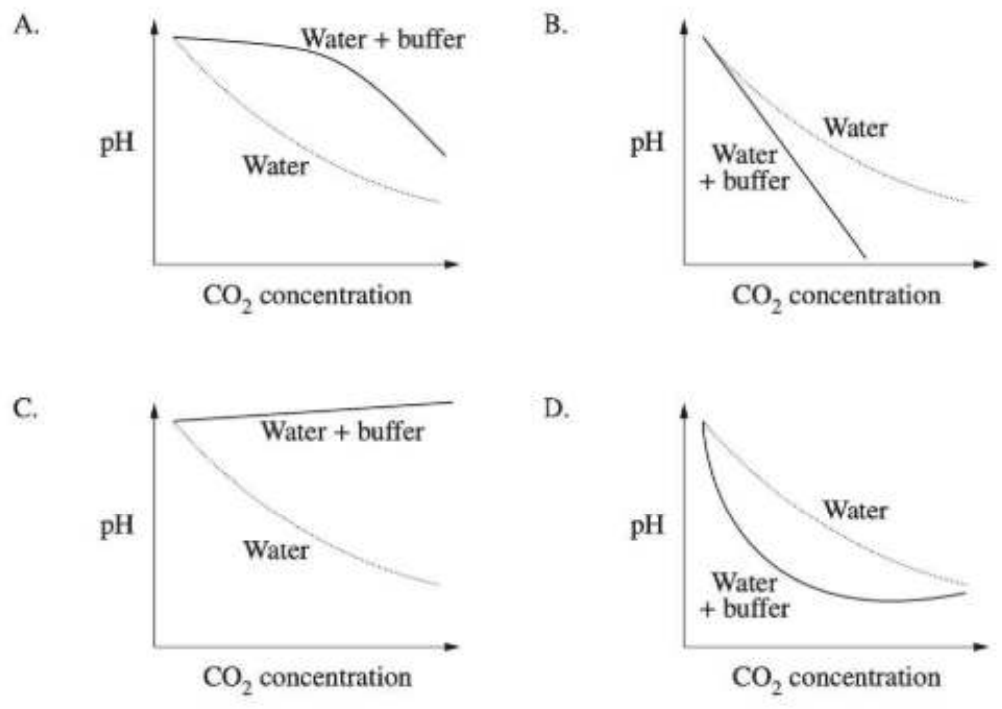 A.
Water + buffer
pH
Water
CO₂ concentration
B.
Water
pH
Water
+ buffer
CO₂ concentration
C.
Water + buffer
pH
Water
CO₂ concentration
D.
Water
pH
Water
+ buffer
CO₂ concentration